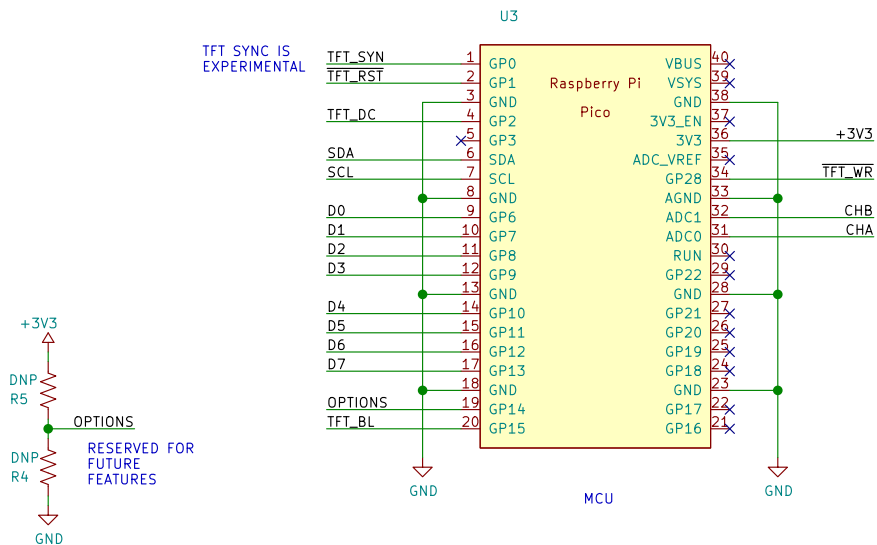 U3
TFT SYNC IS
EXPERIMENTAL
Raspberry Pi
Pico
TFT_SYN 1 GP0
TFT_RST 2 GP1
3 GND
TFT_DC 4 GP2
5 GP3
SDA 6 SDA
SCL 7 SCL
8 GND
D0 9 GP6
D1 10 GP7
D2 11 GP8
D3 12 GP9
13 GND
D4 14 GP10
D5 15 GP11
D6 16 GP12
D7 17 GP13
18 GND
OPTIONS 19 GP14
TFT_BL 20 GP15
VBUS 40
VSYS 39
GND 38
3V3_EN 37
3V3 36 +3V3
ADC_VREF 35
GP28 34 TFT_WR
AGND 33
ADC1 32 CHB
ADC0 31 CHA
RUN 30
GP22 29
GND 28
GP21 27
GP20 26
GP19 25
GP18 24
GND 23
GP17 22
GP16 21
GND
MCU
GND
+3V3
DNP
R5
OPTIONS
DNP
R4
RESERVED FOR
FUTURE
FEATURES
GND